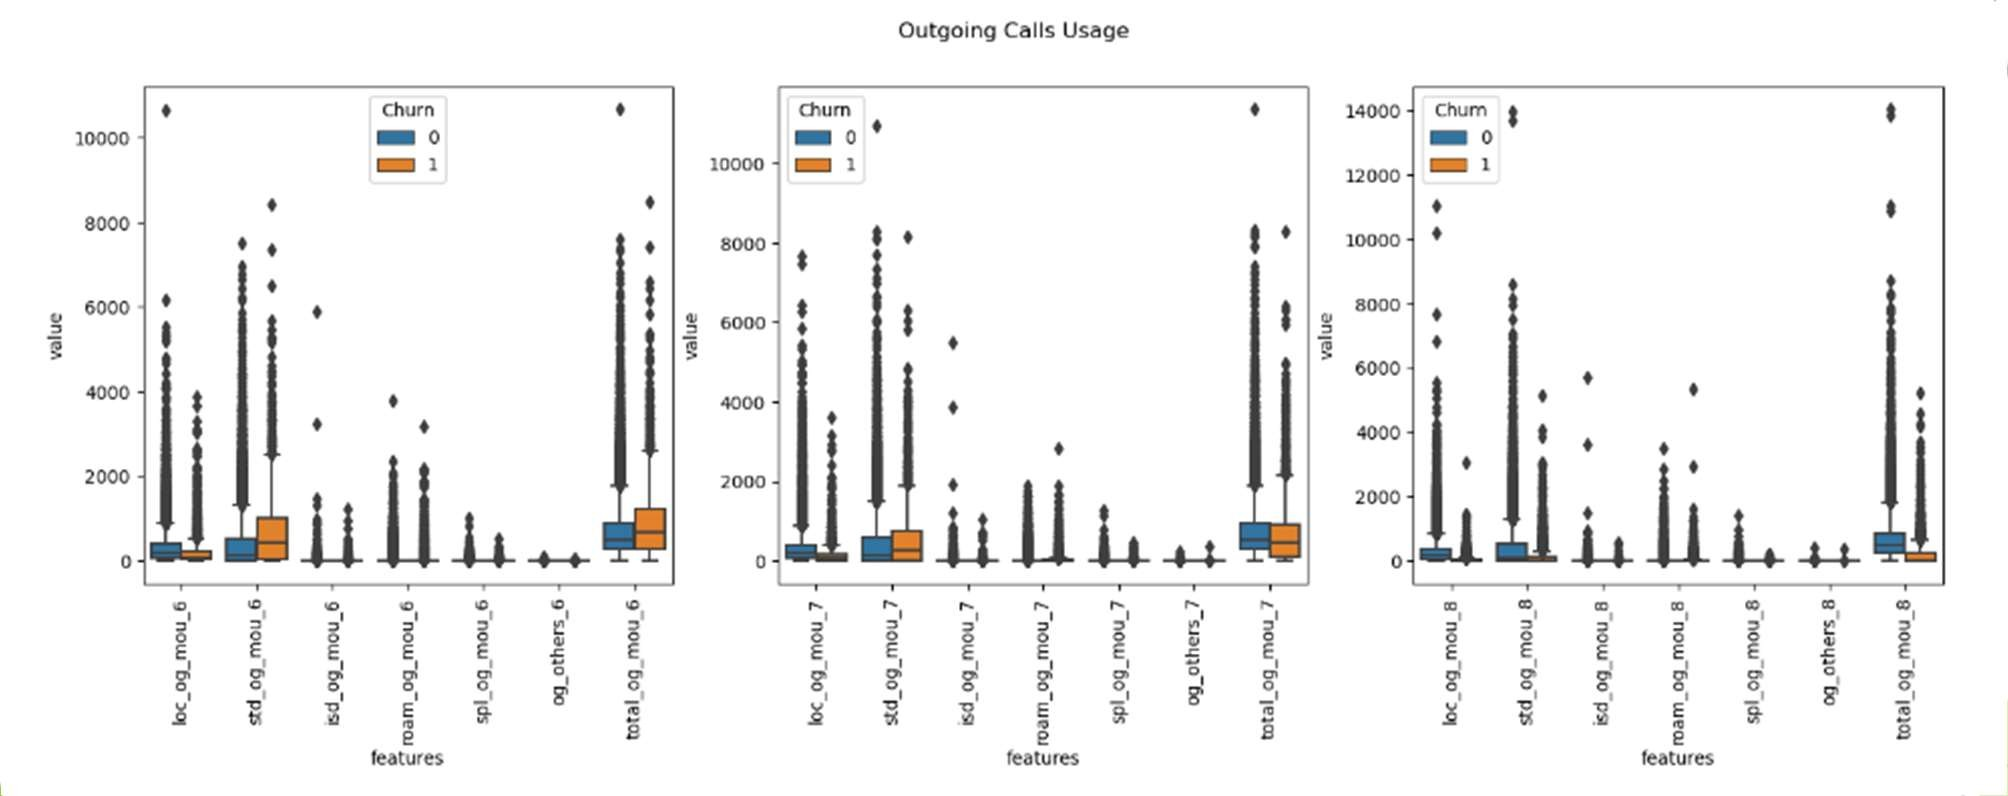 Outgoing Calls Usage
value
10000
8000
6000
4000
2000
0
Churn
0
1
loc_og_mou_6
std_og_mou_6
isd_og_mou_6
roam_og_mou_6
spl_og_mou_6
og_others_6
total_og_mou_6
features
value
10000
8000
6000
4000
2000
0
Churn
0
1
loc_og_mou_7
std_og_mou_7
isd_og_mou_7
roam_og_mou_7
spl_og_mou_7
og_others_7
total_og_mou_7
features
value
14000
12000
10000
8000
6000
4000
2000
0
Churn
0
1
loc_og_mou_8
std_og_mou_8
isd_og_mou_8
roam_og_mou_8
spl_og_mou_8
og_others_8
total_og_mou_8
features